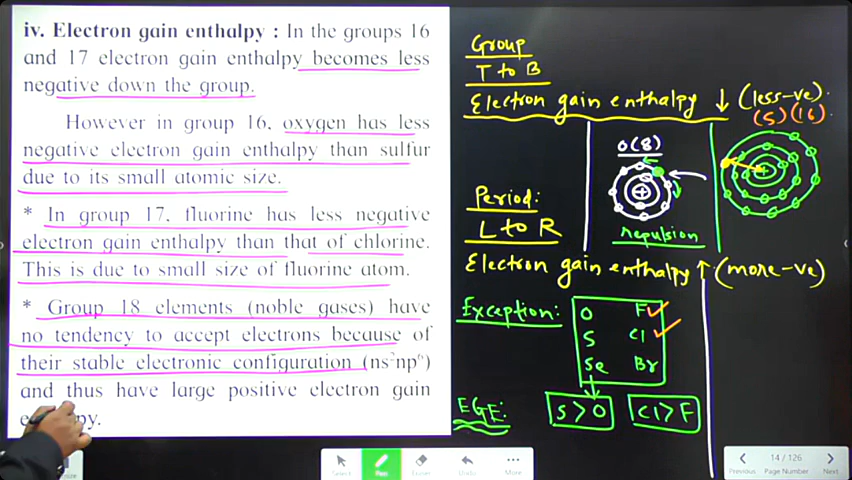 iv. Electron gain enthalpy : In the groups 16
and 17 electron gain enthalpy becomes less
negative down the group.
However in group 16, oxygen has less
negative electron gain enthalpy than sulfur
due to its small atomic size.
* In group 17, fluorine has less negative
electron gain enthalpy than that of chlorine.
This is due to small size of fluorine atom.
* Group 18 elements (noble gases) have
no tendency to accept electrons because of
their stable electronic configuration (ns²np⁶)
and thus have large positive electron gain
Group
T to B
Electron gain enthalpy ↓ (less-ve).
(S) (16)
O(8)
repulsion
Period:
L to R
Electron gain enthalpy ↑ (more-ve)
Exception:
O F ✓
S Cl ✓
Se Br
EGE: S > O Cl > F
Select Pen Eraser Undo More
Previous 14 / 126 Page Number Next